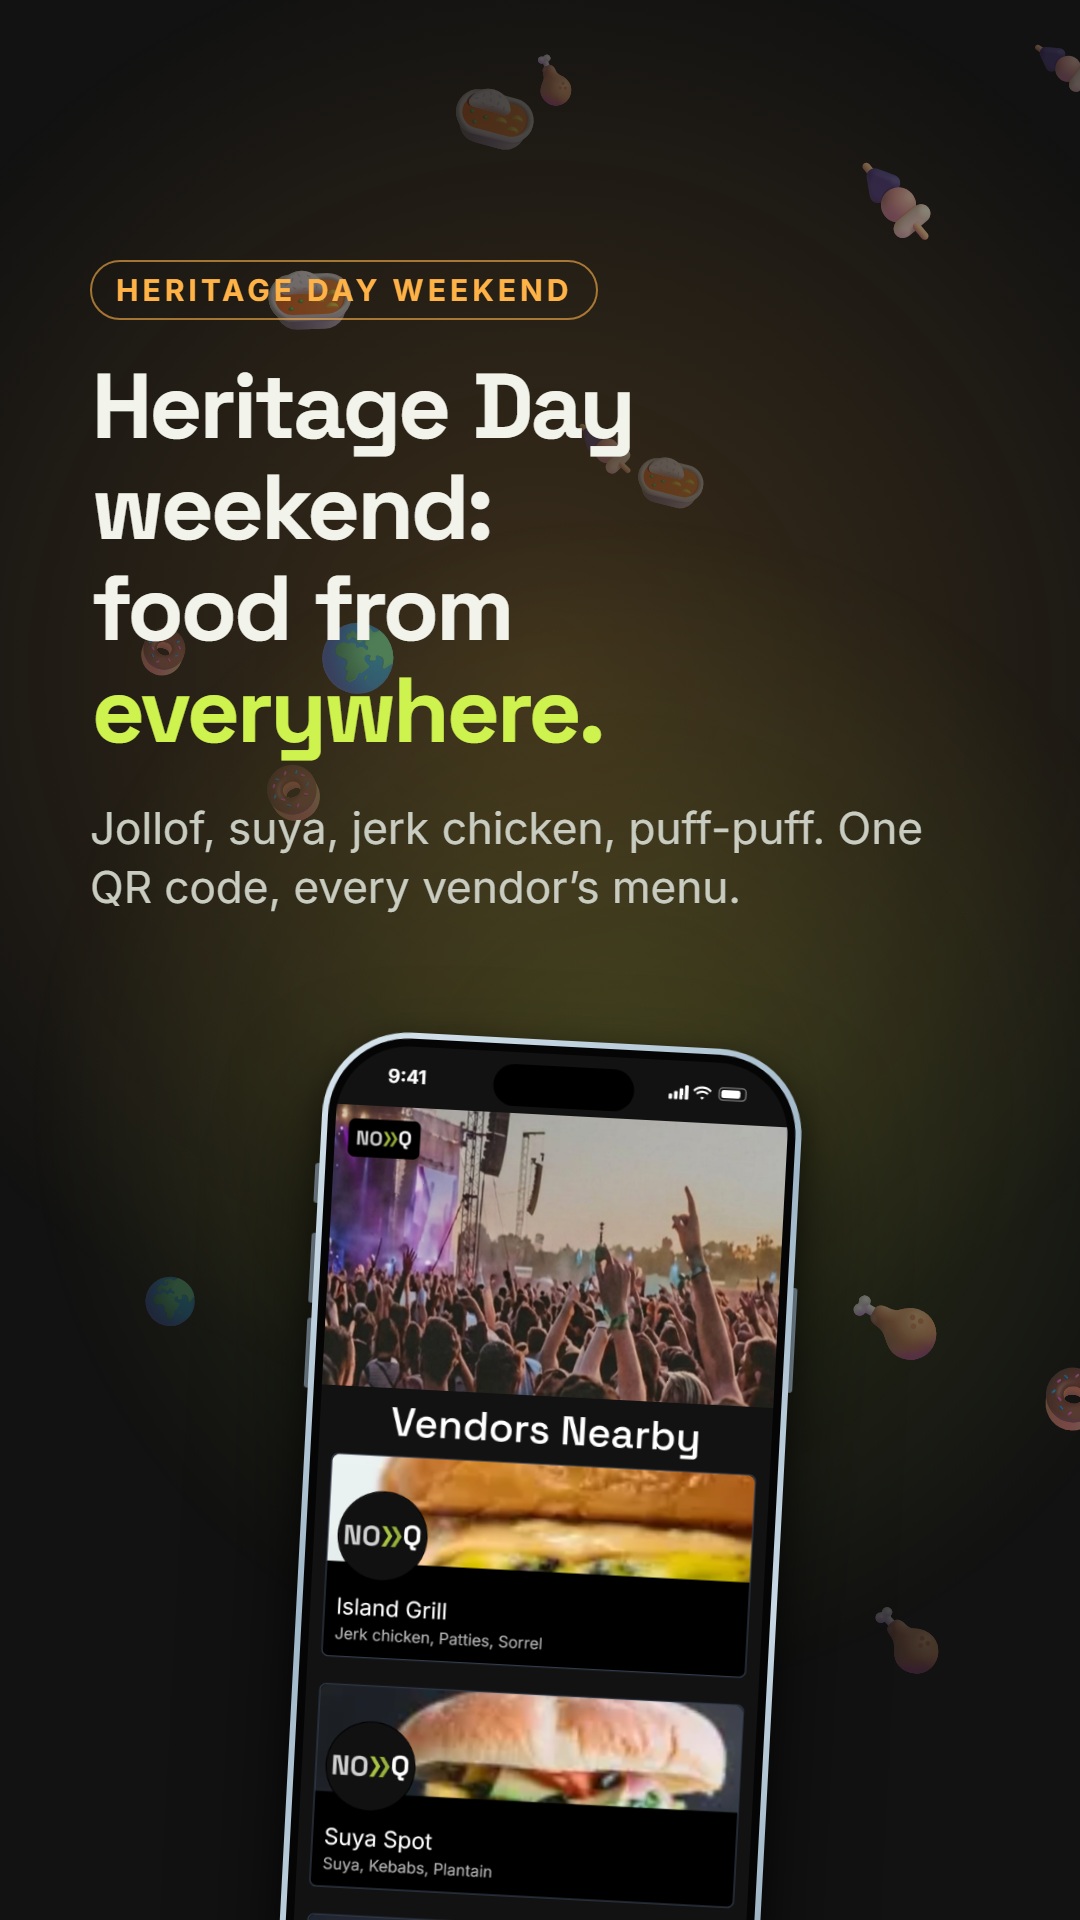 HERITAGE DAY WEEKEND
Heritage Day
weekend:
food from
everywhere.
Jollof, suya, jerk chicken, puff-puff. One
QR code, every vendor’s menu.
9:41
NO»Q
Vendors Nearby
NO»Q
Island Grill
Jerk chicken, Patties, Sorrel
NO»Q
Suya Spot
Suya, Kebabs, Plantain